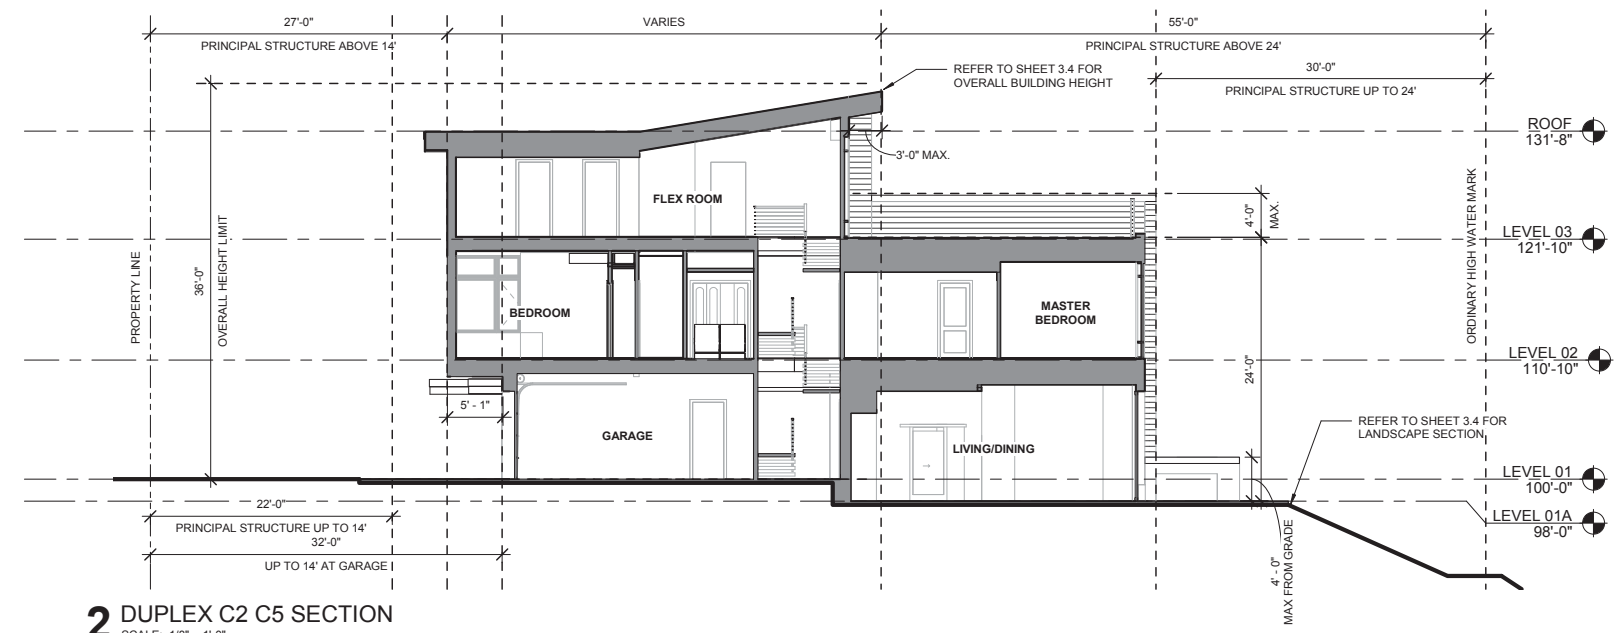 27'-0"
VARIES
55'-0"
PRINCIPAL STRUCTURE ABOVE 14'
PRINCIPAL STRUCTURE ABOVE 24'
REFER TO SHEET 3.4 FOR
OVERALL BUILDING HEIGHT
30'-0"
PRINCIPAL STRUCTURE UP TO 24'
ROOF
131'-8"
3'-0" MAX.
FLEX ROOM
4'-0"
MAX.
ORDINARY HIGH WATER MARK
LEVEL 03
121'-10"
PROPERTY LINE
36'-0"
OVERALL HEIGHT LIMIT
BEDROOM
MASTER
BEDROOM
LEVEL 02
110'-10"
24'-0"
5' - 1"
GARAGE
LIVING/DINING
REFER TO SHEET 3.4 FOR
LANDSCAPE SECTION
LEVEL 01
100'-0"
22'-0"
PRINCIPAL STRUCTURE UP TO 14'
LEVEL 01A
98'-0"
32'-0"
UP TO 14' AT GARAGE
4' - 0"
MAX FROM GRADE
2 DUPLEX C2 C5 SECTION